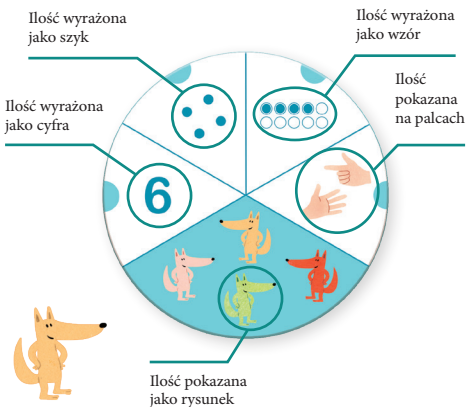 Ilość wyrażona
jako szyk
Ilość wyrażona
jako wzór
Ilość
pokazana
na palcach
Ilość wyrażona
jako cyfra
6
Ilość pokazana
jako rysunek